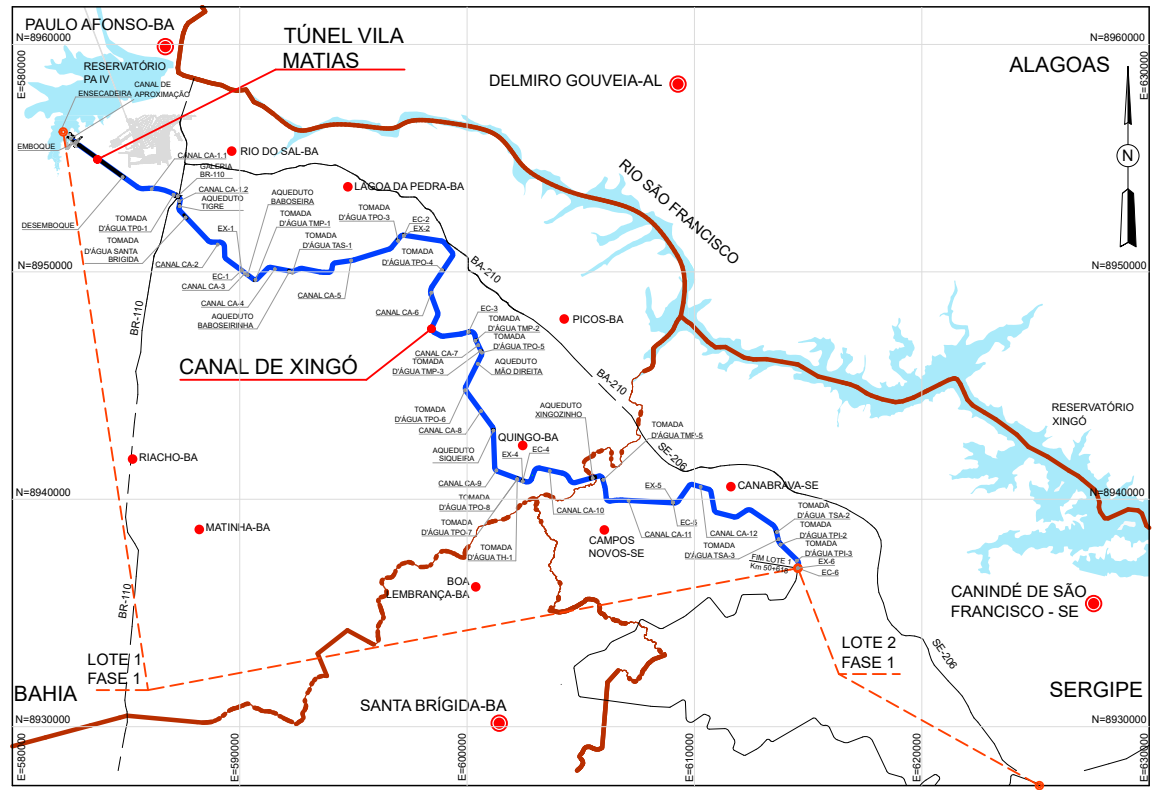 PAULO AFONSO-BA
N=8960000
E=580000
TÚNEL VILA
MATIAS
RESERVATÓRIO
PA IV
CANAL DE
APROXIMAÇÃO
ENSECADEIRA
EMBOQUE
DELMIRO GOUVEIA-AL
ALAGOAS
N=8960000
E=630000
N
RIO DO SAL-BA
CANAL CA-1.1
GALERIA
BR-110
CANAL CA-1.2
AQUEDUTO
TIGRE
LAGOA DA PEDRA-BA
AQUEDUTO
BABOSEIRA
TOMADA
D'ÁGUA TPO-3
EC-2
EX-2
DESEMBOQUE
TOMADA
D'ÁGUA TP0-1
EX-1
TOMADA
D'ÁGUA TMP-1
TOMADA
D'ÁGUA TAS-1
TOMADA
D'ÁGUA SANTA
BRIGIDA
CANAL CA-2
TOMADA
D'ÁGUA TPO-4
RIO SÃO FRANCISCO
N=8950000
EC-1
CANAL CA-3
CANAL CA-4
CANAL CA-5
AQUEDUTO
BABOSEIRINHA
BA-210
BR-110
CANAL CA-6
EC-3
TOMADA
D'ÁGUA TMP-2
TOMADA
D'ÁGUA TPO-5
PICOS-BA
CANAL DE XINGÓ
CANAL CA-7
TOMADA
D'ÁGUA TMP-3
AQUEDUTO
MÃO DIREITA
BA-210
TOMADA
D'ÁGUA TPO-6
CANAL CA-8
AQUEDUTO
XINGOZINHO
TOMADA
D'ÁGUA TMP-5
RESERVATÓRIO
XINGÓ
QUINGO-BA
AQUEDUTO
SIQUEIRA
EX-4
EC-4
SE-206
RIACHO-BA
CANAL CA-9
EX-5
CANABRAVA-SE
N=8940000
N=8940000
TOMADA
D'ÁGUA TPO-8
CANAL CA-10
TOMADA
D'ÁGUA TSA-2
MATINHA-BA
TOMADA
D'ÁGUA TPO-7
CAMPOS
NOVOS-SE
CANAL CA-11
EC-5
CANAL CA-12
TOMADA
D'ÁGUA TPI-2
TOMADA
D'ÁGUA TH-1
TOMADA
D'ÁGUA TSA-3
TOMADA
D'ÁGUA TPI-3
FIM LOTE 1
EX-6
EC-6
BOA
LEMBRANÇA-BA
BR-110
CANINDÉ DE SÃO
FRANCISCO - SE
LOTE 1
FASE 1
LOTE 2
FASE 1
SE-206
BAHIA
SANTA BRÍGIDA-BA
SERGIPE
N=8930000
N=8930000
E=580000
E=590000
E=600000
E=610000
E=620000
E=630000